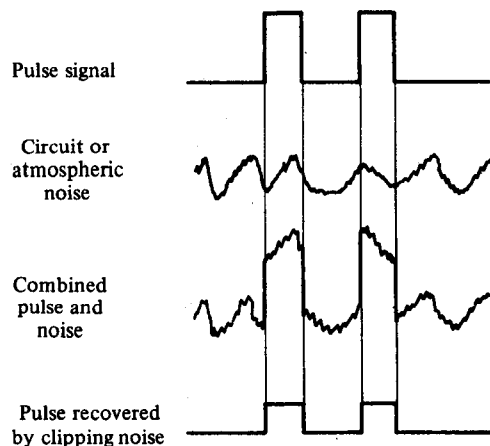 Pulse signal
Circuit or
atmospheric
noise
Combined
pulse and
noise
Pulse recovered
by clipping noise